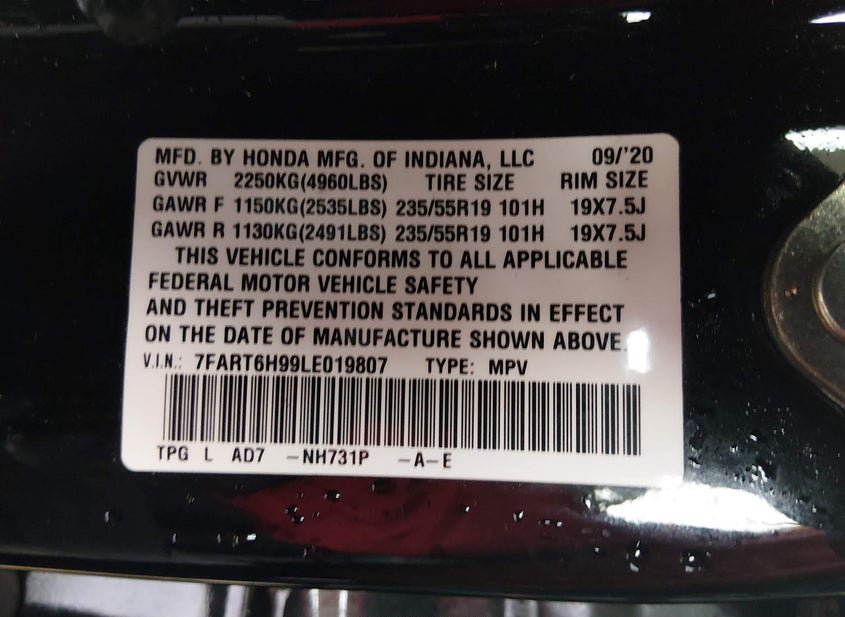 MFD. BY HONDA MFG. OF INDIANA, LLC 09/'20
GVWR 2250KG(4960LBS) TIRE SIZE RIM SIZE
GAWR F 1150KG(2535LBS) 235/55R19 101H 19X7.5J
GAWR R 1130KG(2491LBS) 235/55R19 101H 19X7.5J
THIS VEHICLE CONFORMS TO ALL APPLICABLE
FEDERAL MOTOR VEHICLE SAFETY
AND THEFT PREVENTION STANDARDS IN EFFECT
ON THE DATE OF MANUFACTURE SHOWN ABOVE.
V.I.N.: 7FART6H99LE019807 TYPE: MPV
TPG L AD7 -NH731P -A-E